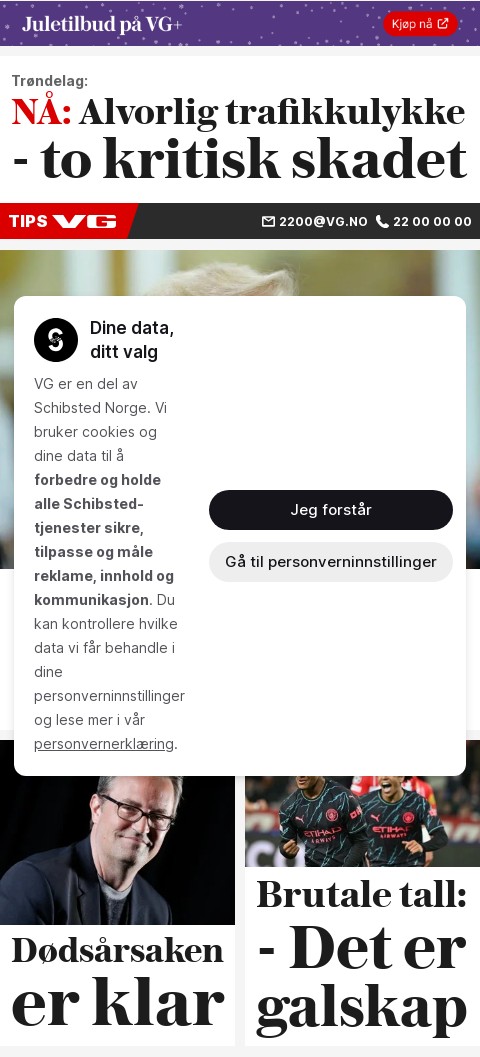 Juletilbud på VG+
Kjøp nå
Trøndelag:
NÅ: Alvorlig trafikkulykke
- to kritisk skadet
TIPS VG
2200@VG.NO 22 00 00 00
Dine data,
ditt valg
VG er en del av
Schibsted Norge. Vi
bruker cookies og
dine data til å
forbedre og holde
alle Schibsted-
tjenester sikre,
tilpasse og måle
reklame, innhold og
kommunikasjon. Du
kan kontrollere hvilke
data vi får behandle i
dine
personverninnstillinger
og lese mer i vår
personvernerklæring.
Jeg forstår
Gå til personverninnstillinger
ETIHAD
AIRWAYS
ETIHAD
AIRWAYS
Dødsårsaken
er klar
Brutale tall:
- Det er
galskap